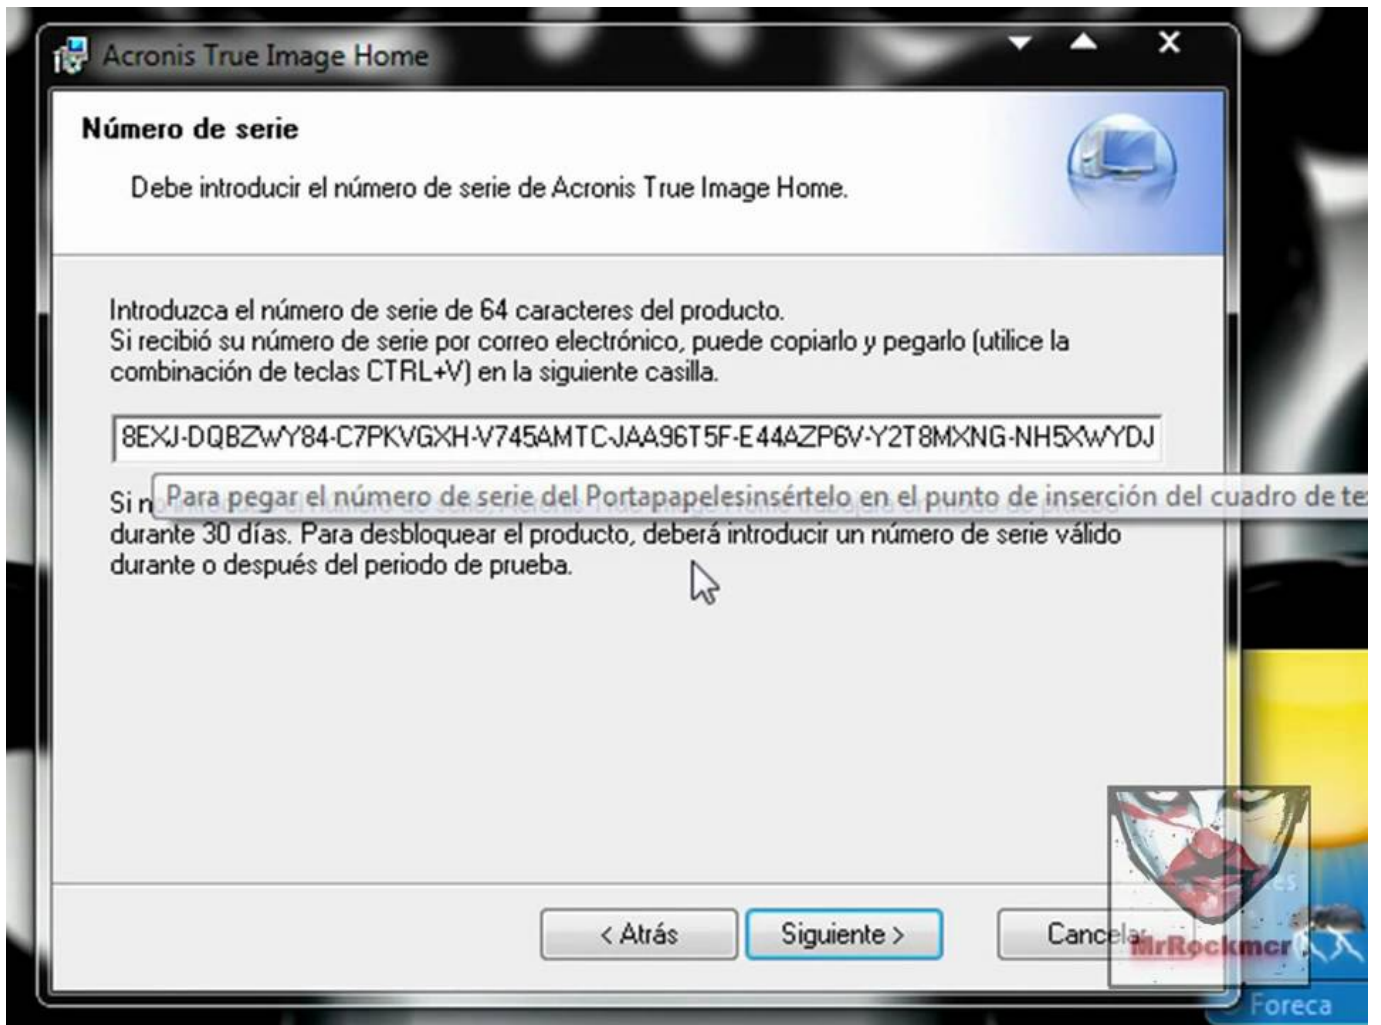 Acronis True Image Home
Número de serie
Debe introducir el número de serie de Acronis True Image Home.
Introduzca el número de serie de 64 caracteres del producto.
Si recibió su número de serie por correo electrónico, puede copiarlo y pegarlo (utilice la
combinación de teclas CTRL+V) en la siguiente casilla.
8EXJ-DQBZWY84-C7PKVGXH-V745AMTC-JAA96T5F-E44AZP6V-Y2T8MXNG-NH5XWYDJ
Para pegar el número de serie del Portapapelesinsértelo en el punto de inserción del cuadro de te
Si
durante 30 días. Para desbloquear el producto, deberá introducir un número de serie válido
durante o después del periodo de prueba.
< Atrás
Siguiente >
Cancelar
MrRockmcr
Foreca